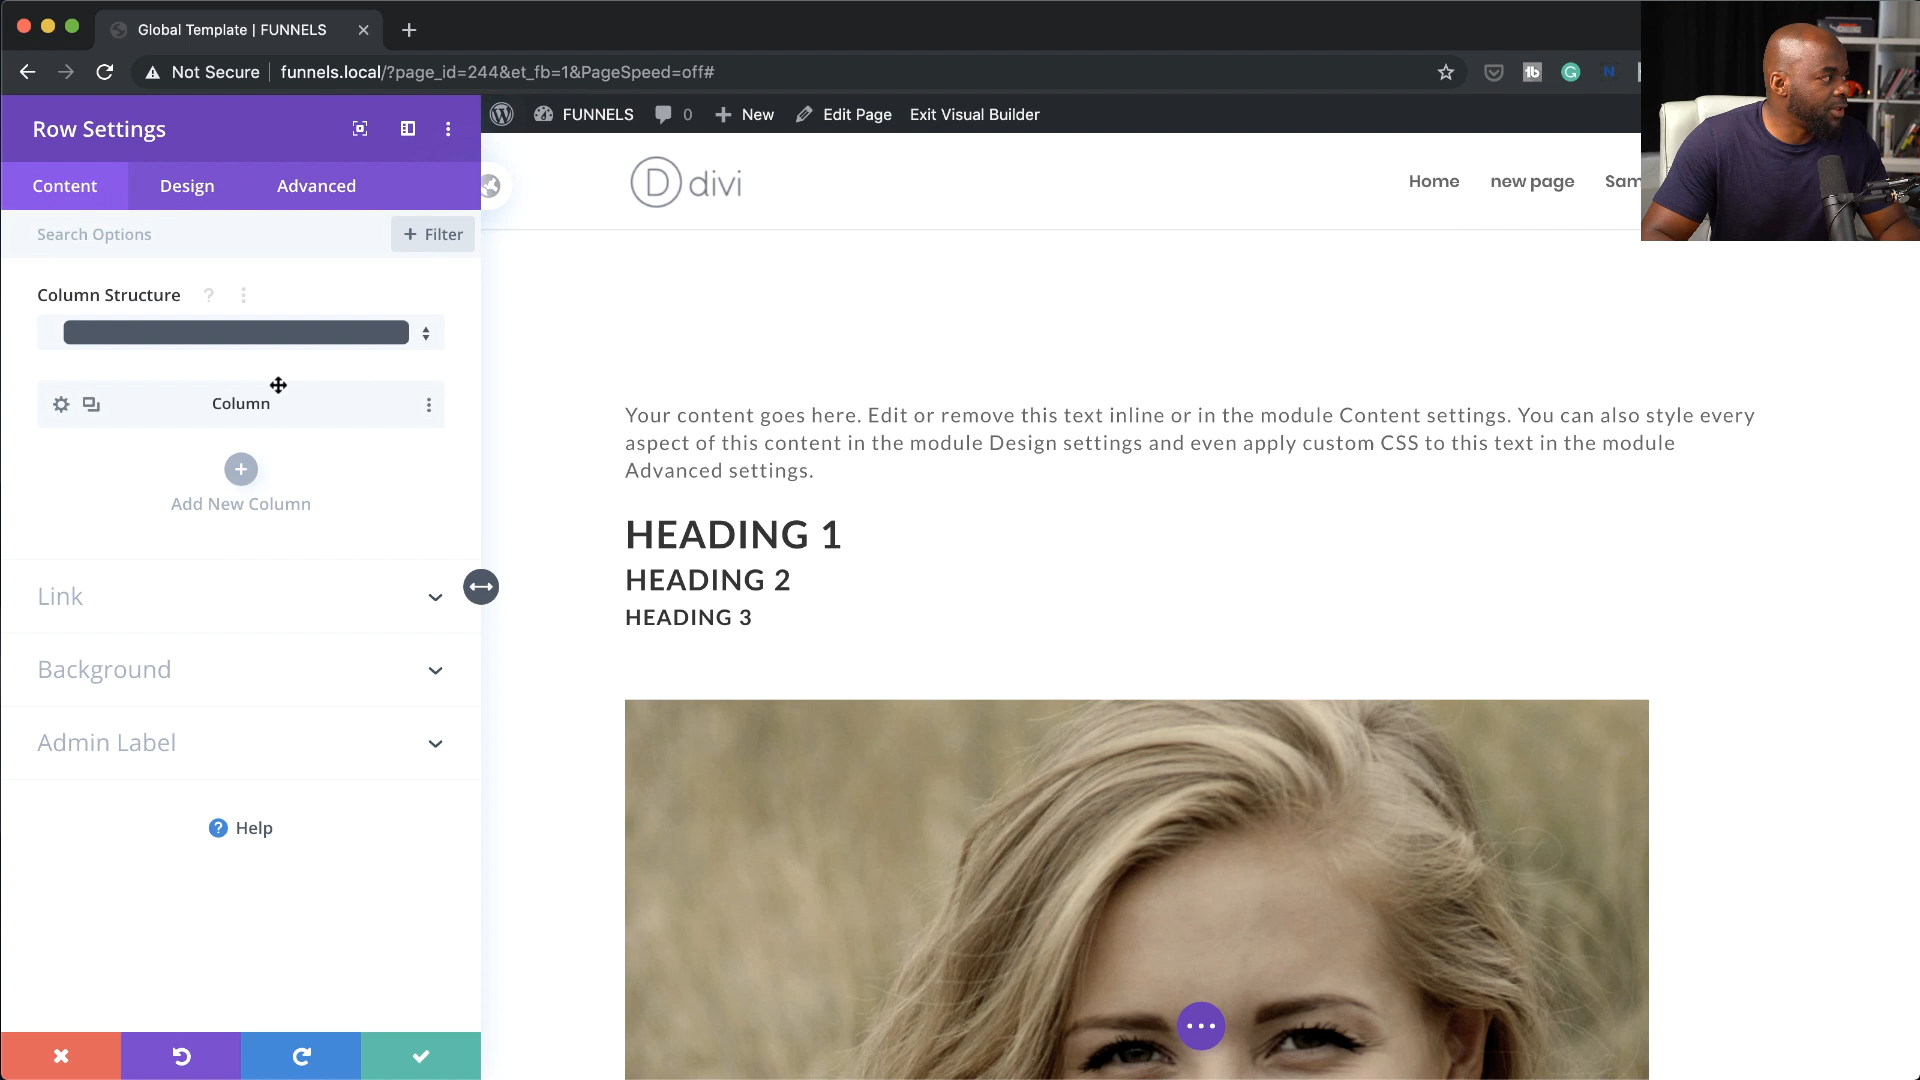 Global Template | FUNNELS
Not Secure funnels.local/?page_id=244&et_fb=1&PageSpeed=off#
tb G N
FUNNELS 0 New Edit Page Exit Visual Builder
Row Settings
Content Design Advanced
Search Options
+ Filter
Column Structure ?
Column
Add New Column
Link
Background
Admin Label
? Help
D divi
Home new page Sam
Your content goes here. Edit or remove this text inline or in the module Content settings. You can also style every
aspect of this content in the module Design settings and even apply custom CSS to this text in the module
Advanced settings.
HEADING 1
HEADING 2
HEADING 3